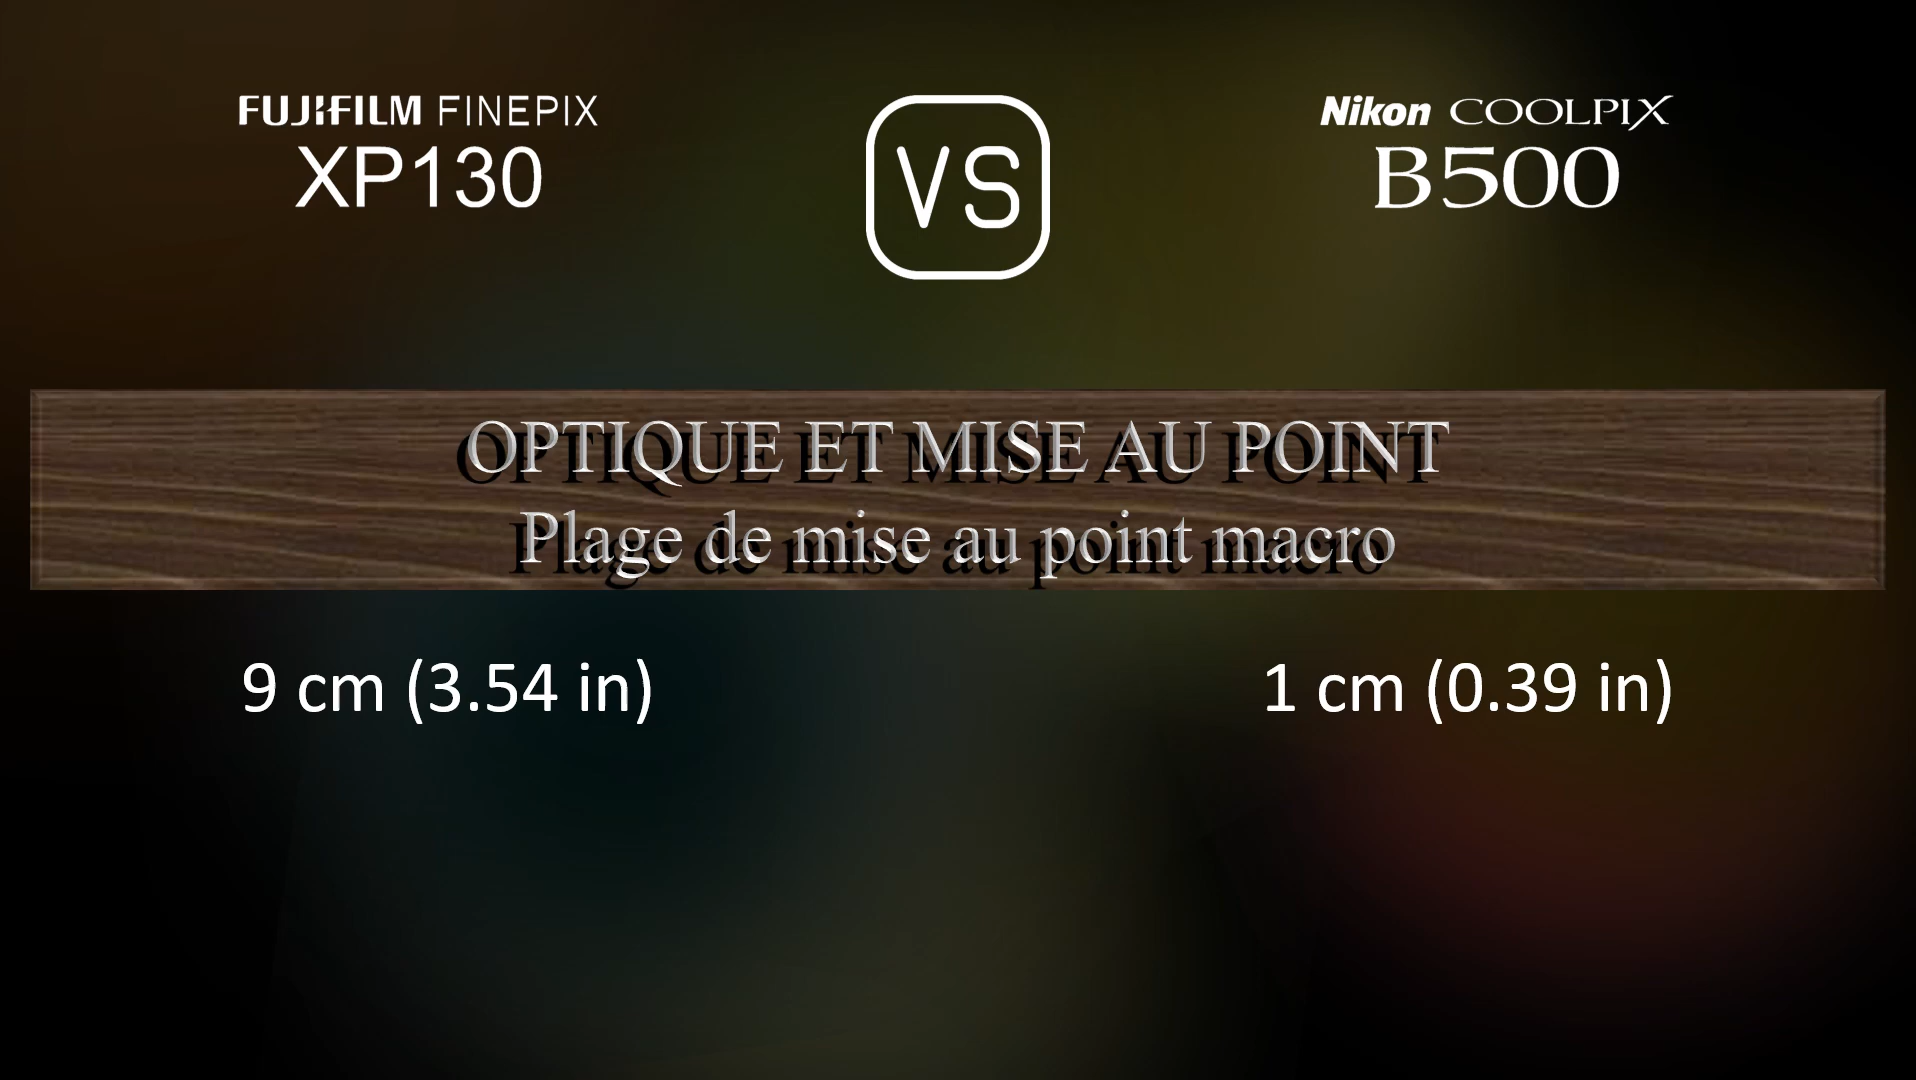 FUJIFILM FINEPIX
XP130
VS
Nikon COOLPIX
B500
OPTIQUE ET MISE AU POINT
Plage de mise au point macro
9 cm (3.54 in)
1 cm (0.39 in)